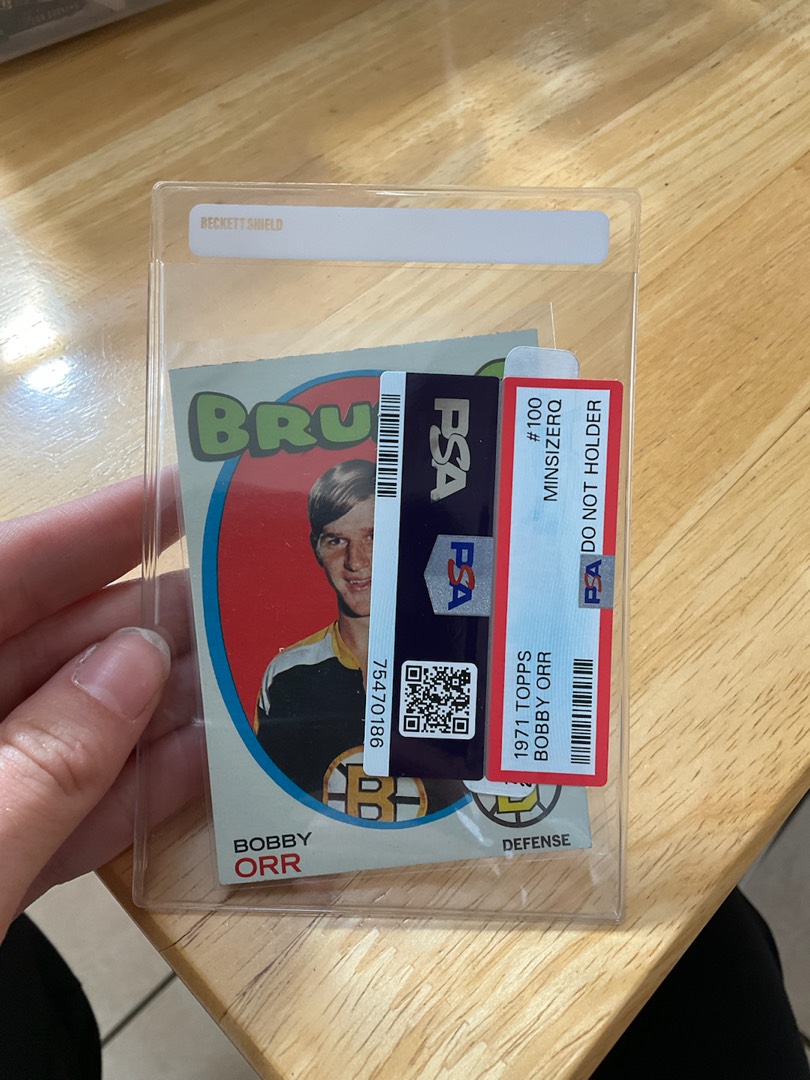 BECKETT SHIELD
BRU
BOBBY
ORR
DEFENSE
PSA
PSA
75470186
1971 TOPPS
BOBBY ORR
#100
MINSIZERQ
DO NOT HOLDER
PSA